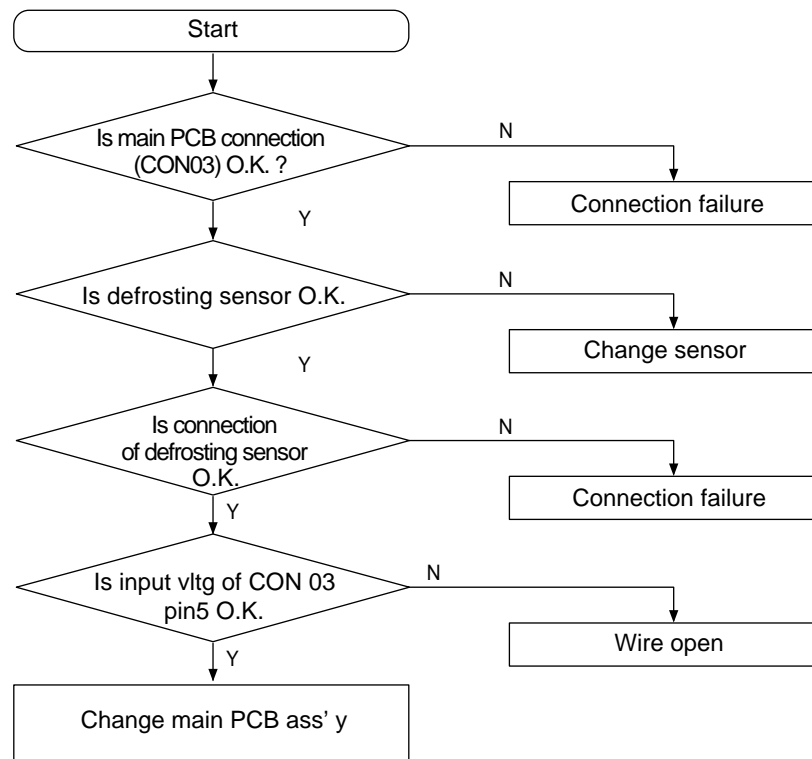 Start
Is main PCB connection
(CON03) O.K. ?
N
Connection failure
Y
Is defrosting sensor O.K.
N
Change sensor
Y
Is connection
of defrosting sensor
O.K.
N
Connection failure
Y
Is input vltg of CON 03
pin5 O.K.
N
Wire open
Y
Change main PCB ass' y